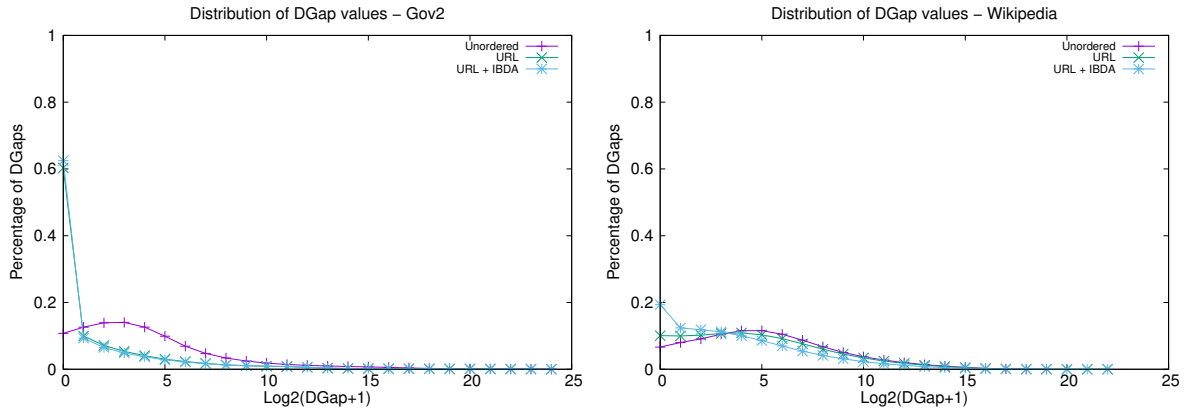 Distribution of DGap values – Gov2
Percentage of DGaps
1
0.8
0.6
0.4
0.2
0
0 5 10 15 20 25
Log2(DGap+1)
Unordered
URL
URL + IBDA
Distribution of DGap values – Wikipedia
Percentage of DGaps
1
0.8
0.6
0.4
0.2
0
0 5 10 15 20 25
Log2(DGap+1)
Unordered
URL
URL + IBDA